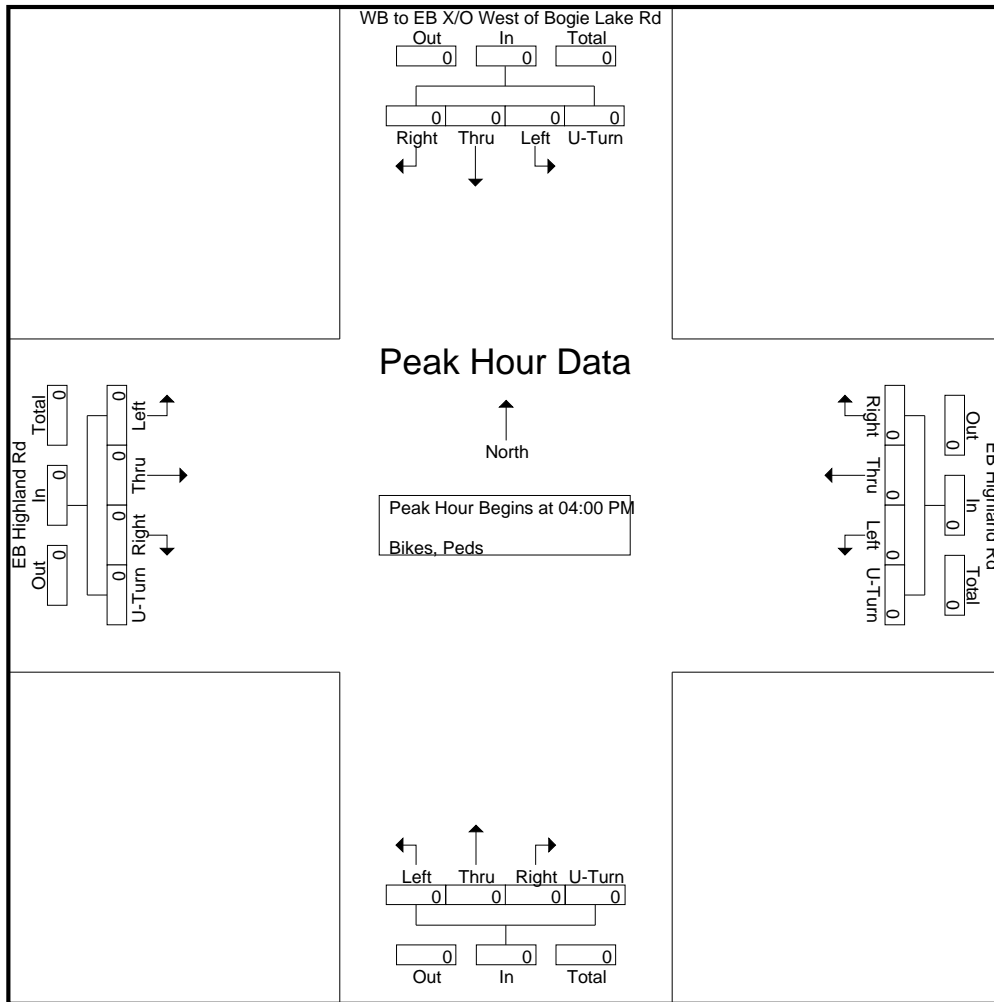 WB to EB X/O West of Bogie Lake Rd
Out In Total
0 0 0
0 0 0 0
Right Thru Left U-Turn
Peak Hour Data
North
Peak Hour Begins at 04:00 PM
Bikes, Peds
EB Highland Rd
Out In Total
0 0 0
0 0 0 0
U-Turn Right Thru Left
EB Highland Rd
Out In Total
0 0 0
0 0 0 0
Right Thru Left U-Turn
Left Thru Right U-Turn
0 0 0 0
0 0 0
Out In Total